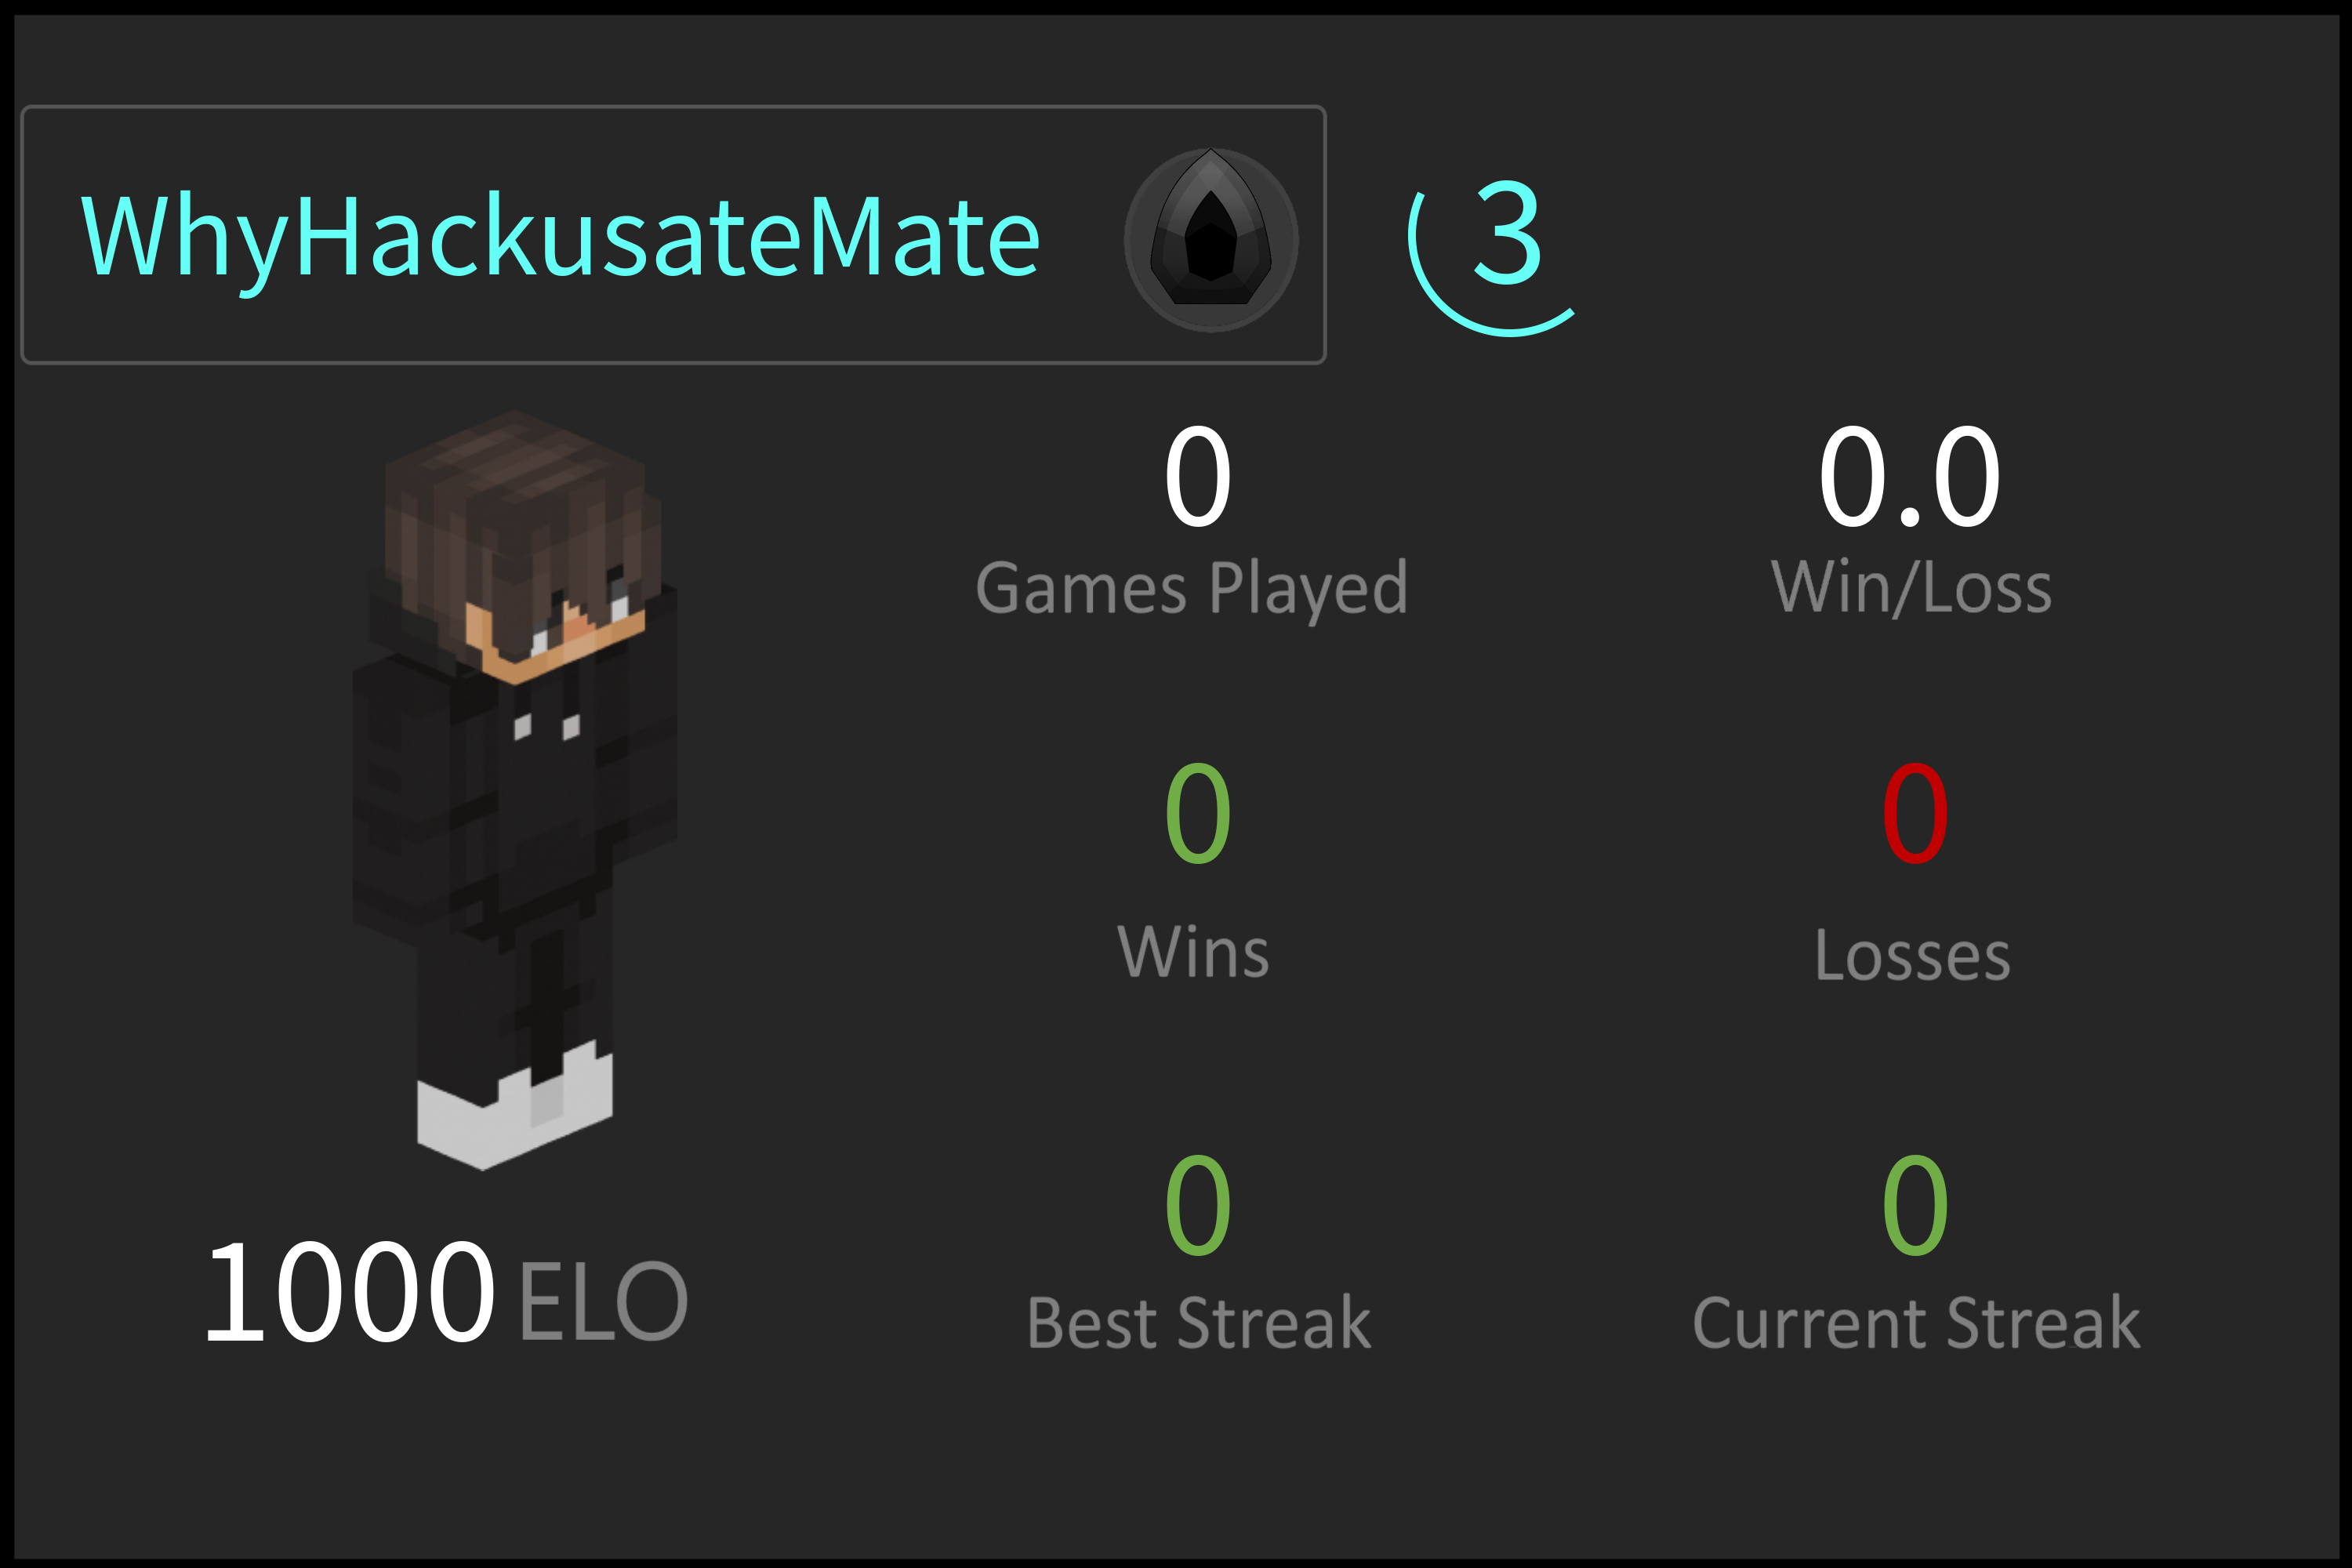 WhyHackusateMate
3
0
0.0
Games Played
Win/Loss
0
0
Wins
Losses
0
0
1000 ELO
Best Streak
Current Streak